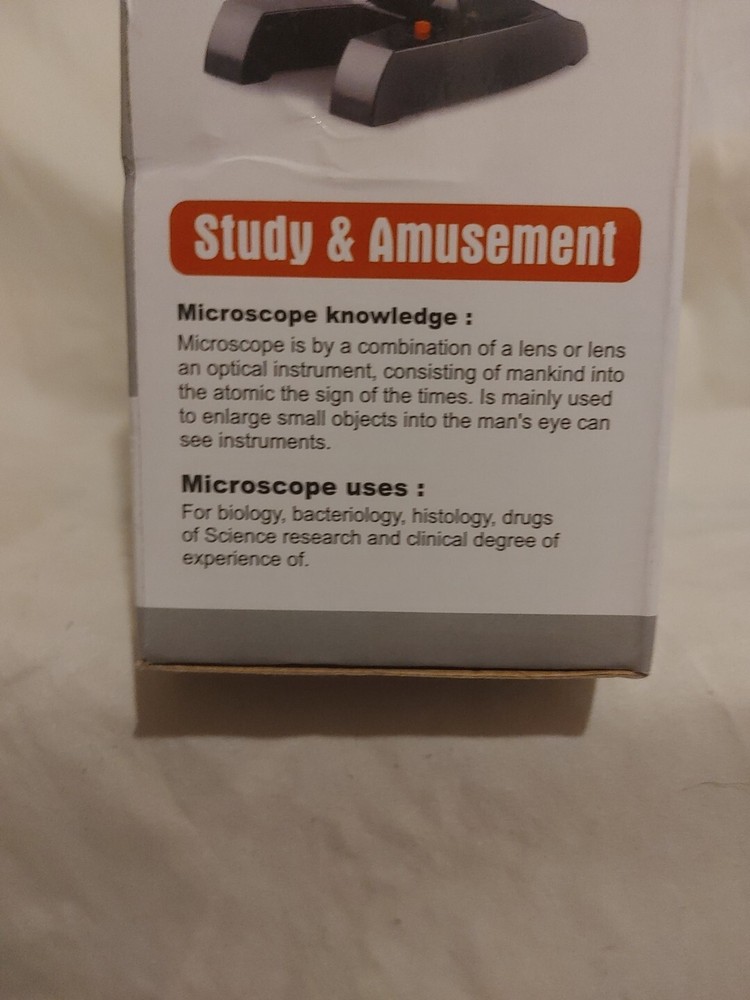 Study & Amusement
Microscope knowledge :
Microscope is by a combination of a lens or lens
an optical instrument, consisting of mankind into
the atomic the sign of the times. Is mainly used
to enlarge small objects into the man's eye can
see instruments.
Microscope uses :
For biology, bacteriology, histology, drugs
of Science research and clinical degree of
experience of.